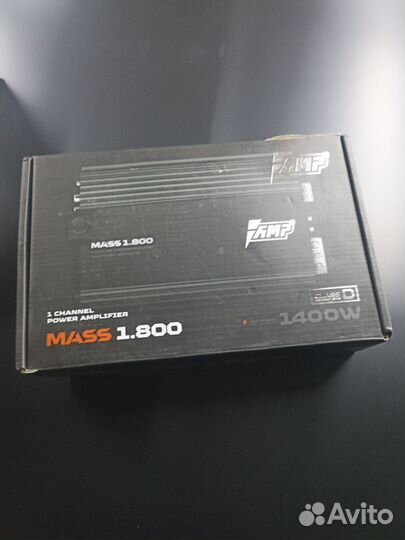 AMP
MASS 1.800
AMP
1 CHANNEL
POWER AMPLIFIER
MASS 1.800
CLASS D
1400W
Avito